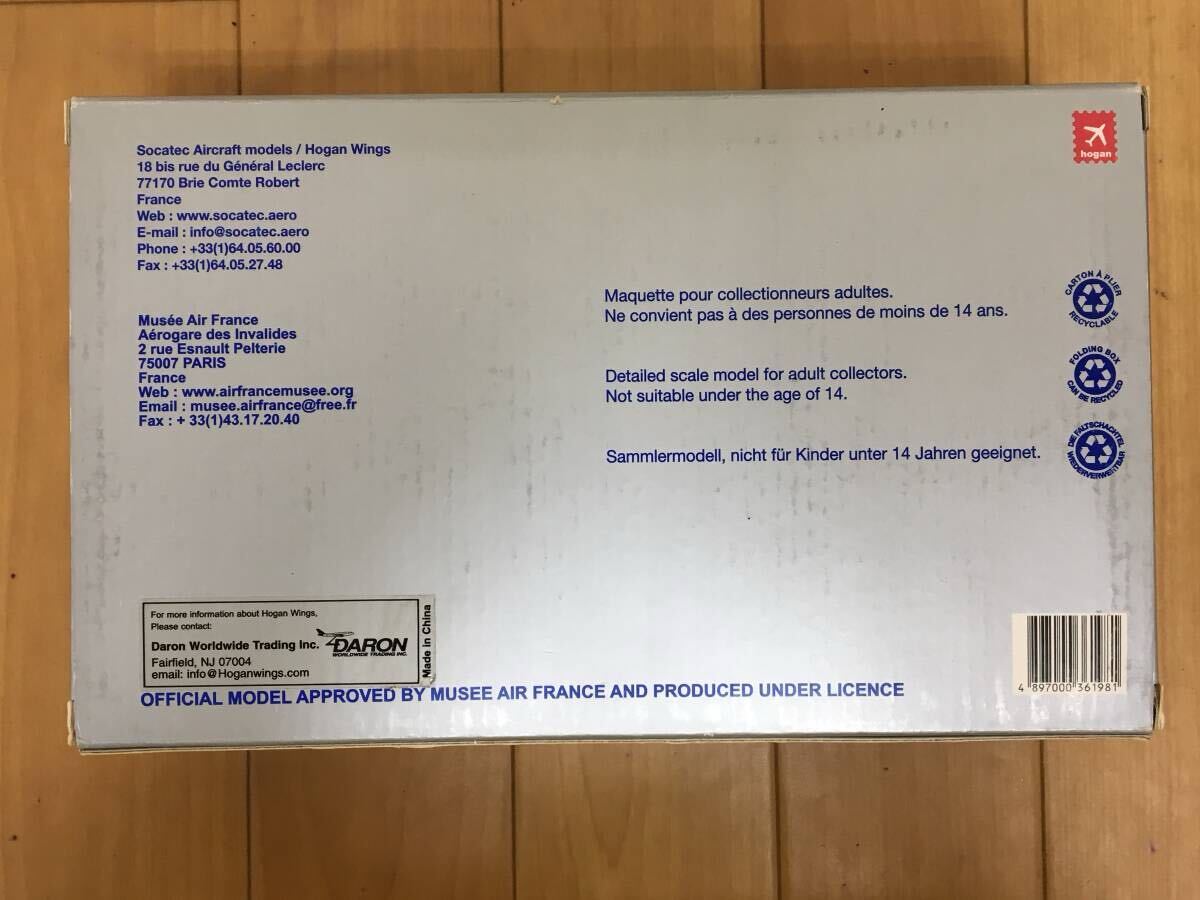 Socatec Aircraft models / Hogan Wings
18 bis rue du Général Leclerc
77170 Brie Comte Robert
France
Web : www.socatec.aero
E-mail : info@socatec.aero
Phone : +33(1)64.05.60.00
Fax : +33(1)64.05.27.48
hogan
Musée Air France
Aérogare des Invalides
2 rue Esnault Pelterie
75007 PARIS
France
Web : www.airfrancemusee.org
Email : musee.airfrance@free.fr
Fax : + 33(1)43.17.20.40
Maquette pour collectionneurs adultes.
Ne convient pas à des personnes de moins de 14 ans.
CARTON À PLIER
RECYCLABLE
Detailed scale model for adult collectors.
Not suitable under the age of 14.
FOLDING BOX
CAN BE RECYCLED
Sammlermodell, nicht für Kinder unter 14 Jahren geeignet.
DIE FALTSCHACHTEL
WIEDERVERWERTBAR
For more information about Hogan Wings,
Please contact:
Daron Worldwide Trading Inc.
Fairfield, NJ 07004
email: info@Hoganwings.com
DARON
WORLDWIDE TRADING INC.
Made in China
OFFICIAL MODEL APPROVED BY MUSEE AIR FRANCE AND PRODUCED UNDER LICENCE
4 897000 361981